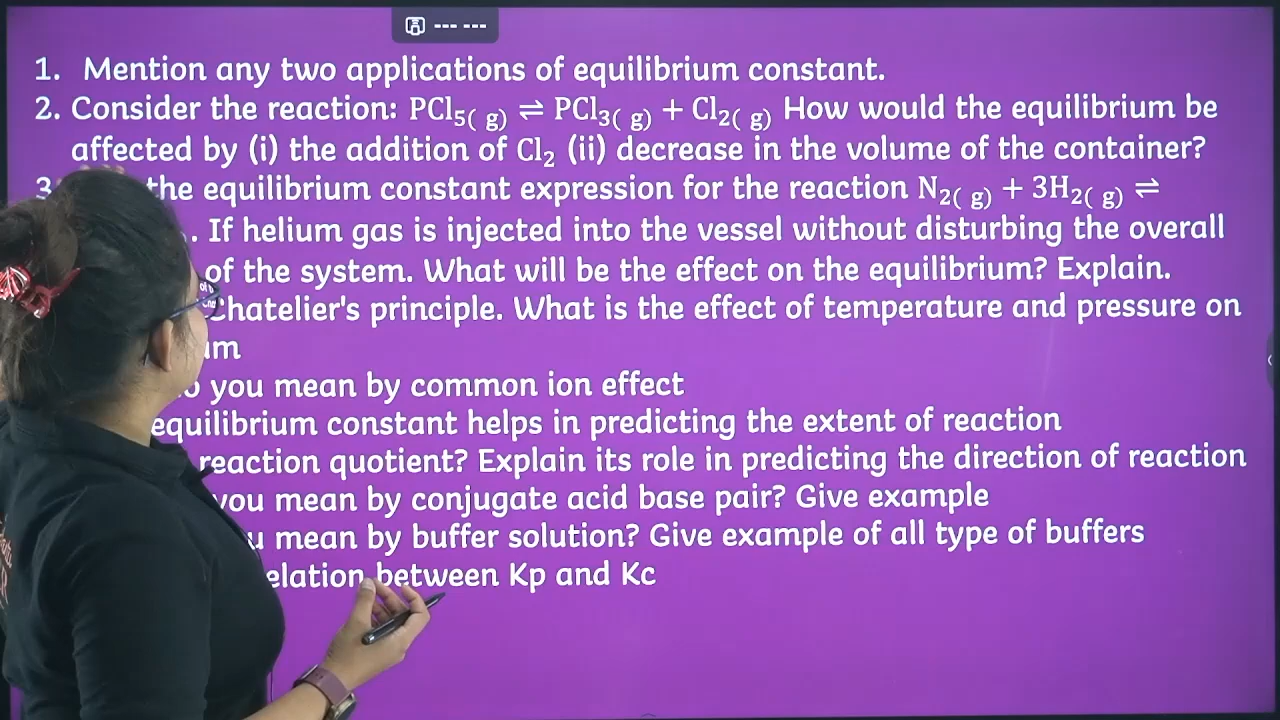 --- ---
1. Mention any two applications of equilibrium constant.
2. Consider the reaction: PCl₅₍ g₎ ⇌ PCl₃₍ g₎ + Cl₂₍ g₎ How would the equilibrium be
affected by (i) the addition of Cl₂ (ii) decrease in the volume of the container?
3 the equilibrium constant expression for the reaction N₂₍ g₎ + 3H₂₍ g₎ ⇌
. If helium gas is injected into the vessel without disturbing the overall
of the system. What will be the effect on the equilibrium? Explain.
Chatelier's principle. What is the effect of temperature and pressure on
you mean by common ion effect
equilibrium constant helps in predicting the extent of reaction
reaction quotient? Explain its role in predicting the direction of reaction
you mean by conjugate acid base pair? Give example
mean by buffer solution? Give example of all type of buffers
elation between Kp and Kc